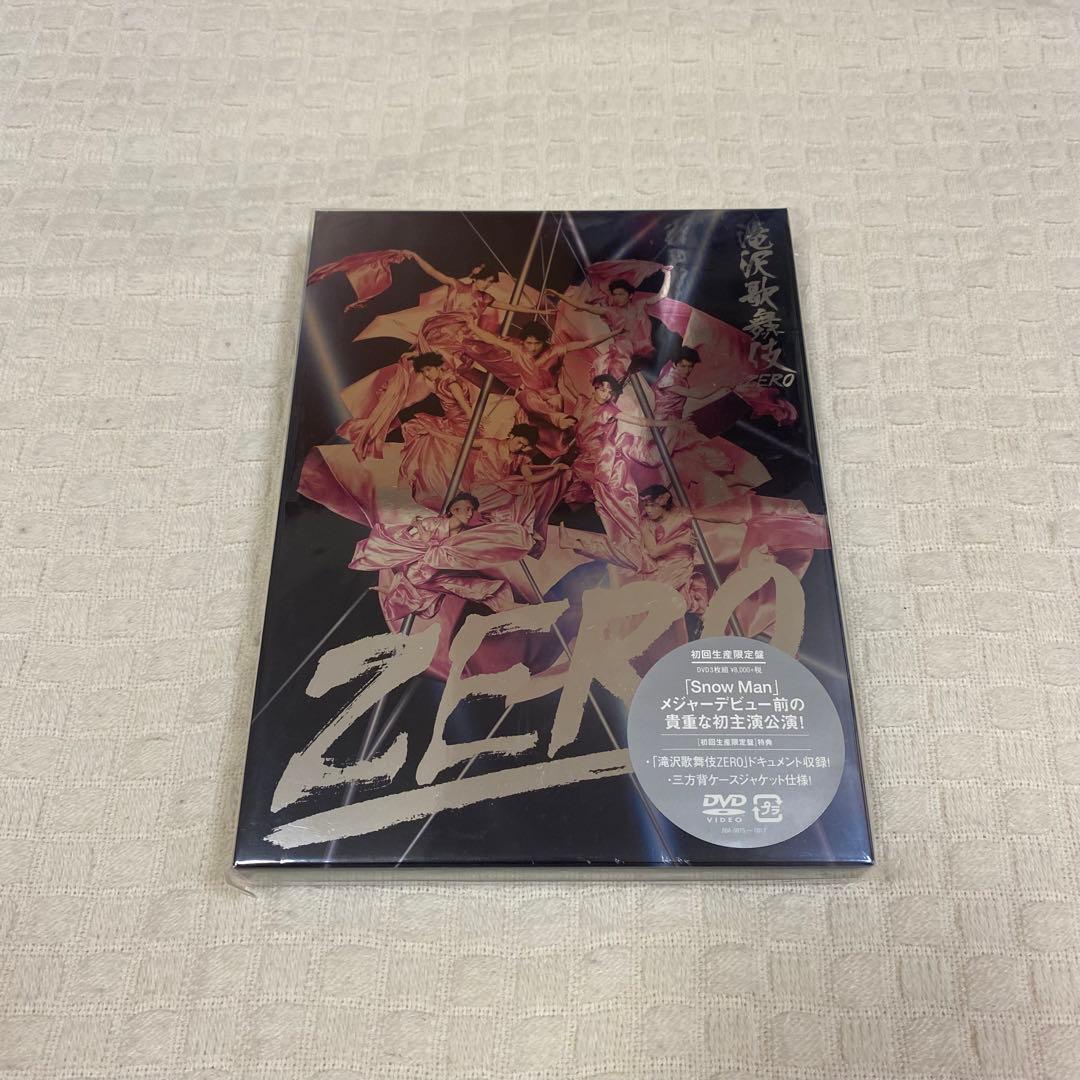 滝沢歌舞伎
ZERO
ZERO
初回生産限定盤
DVD3枚組 ¥8,000+税
「Snow Man」
メジャーデビュー前の
貴重な初主演公演!
[初回生産限定盤]特典
・「滝沢歌舞伎ZERO」ドキュメント収録!
・三方背ケースジャケット仕様!
DVD
VIDEO
プラ